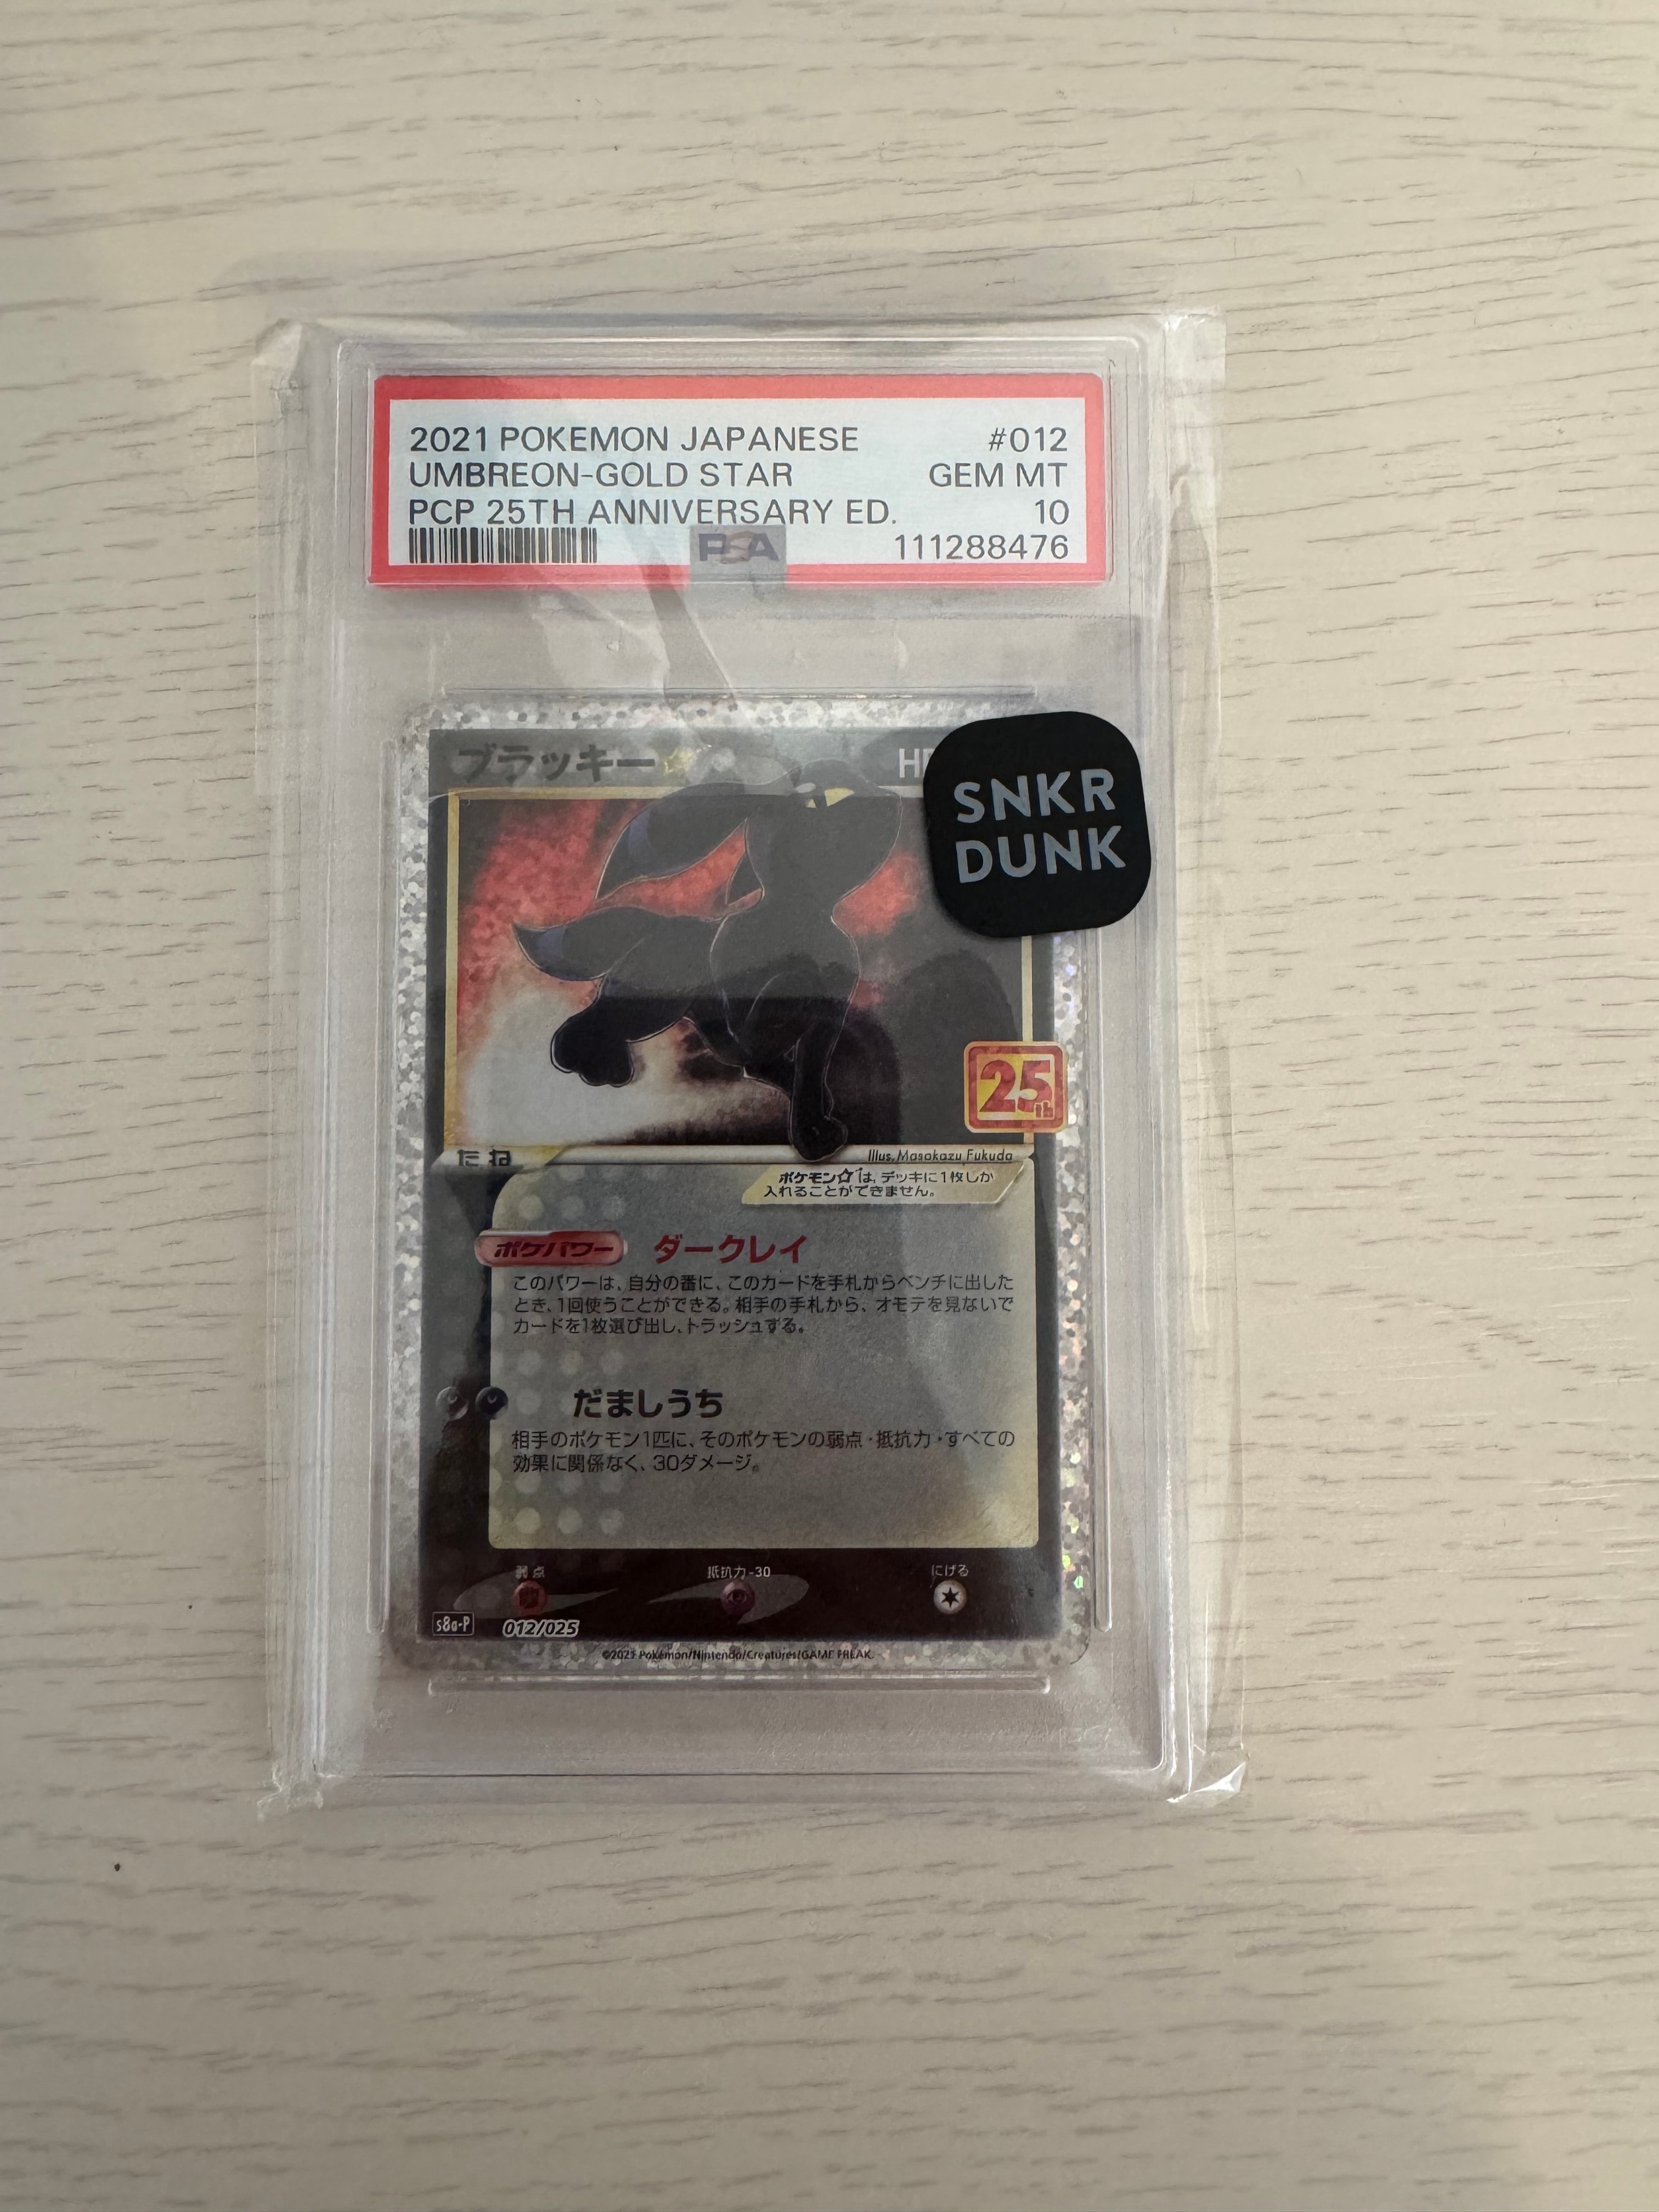 2021 POKEMON JAPANESE #012
UMBREON-GOLD STAR GEM MT
PCP 25TH ANNIVERSARY ED. 10
PSA 111288476
ブラッキー☆
SNKR
DUNK
25th
たね
Illus. Masakazu Fukuda
ポケモン☆は、デッキに1枚しか
入れることができません。
ポケパワー ダークレイ
このパワーは、自分の番に、このカードを手札からベンチに出した
とき、1回使うことができる。相手の手札から、オモテを見ないで
カードを1枚選び出し、トラッシュする。
だましうち
相手のポケモン1匹に、そのポケモンの弱点・抵抗力・すべての
効果に関係なく、30ダメージ。
弱点 抵抗力-30 にげる
s8a-P 012/025
©2021 Pokémon/Nintendo/Creatures/GAME FREAK.